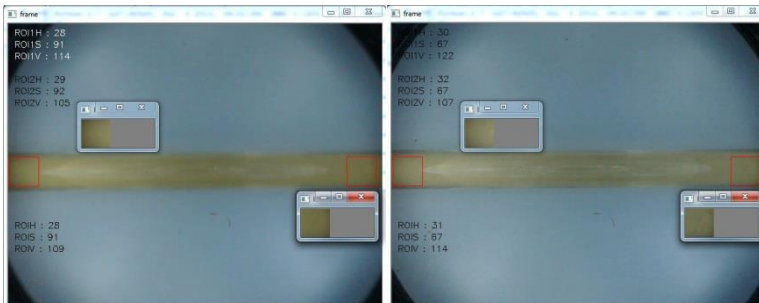 frame
ROI1H : 28
ROI1S : 91
ROI1V : 114
ROI2H : 29
ROI2S : 92
ROI2V : 105
ROIH : 28
ROIS : 91
ROIV : 109
frame
ROI1H : 30
ROI1S : 67
ROI1V : 122
ROI2H : 32
ROI2S : 67
ROI2V : 107
ROIH : 31
ROIS : 67
ROIV : 114